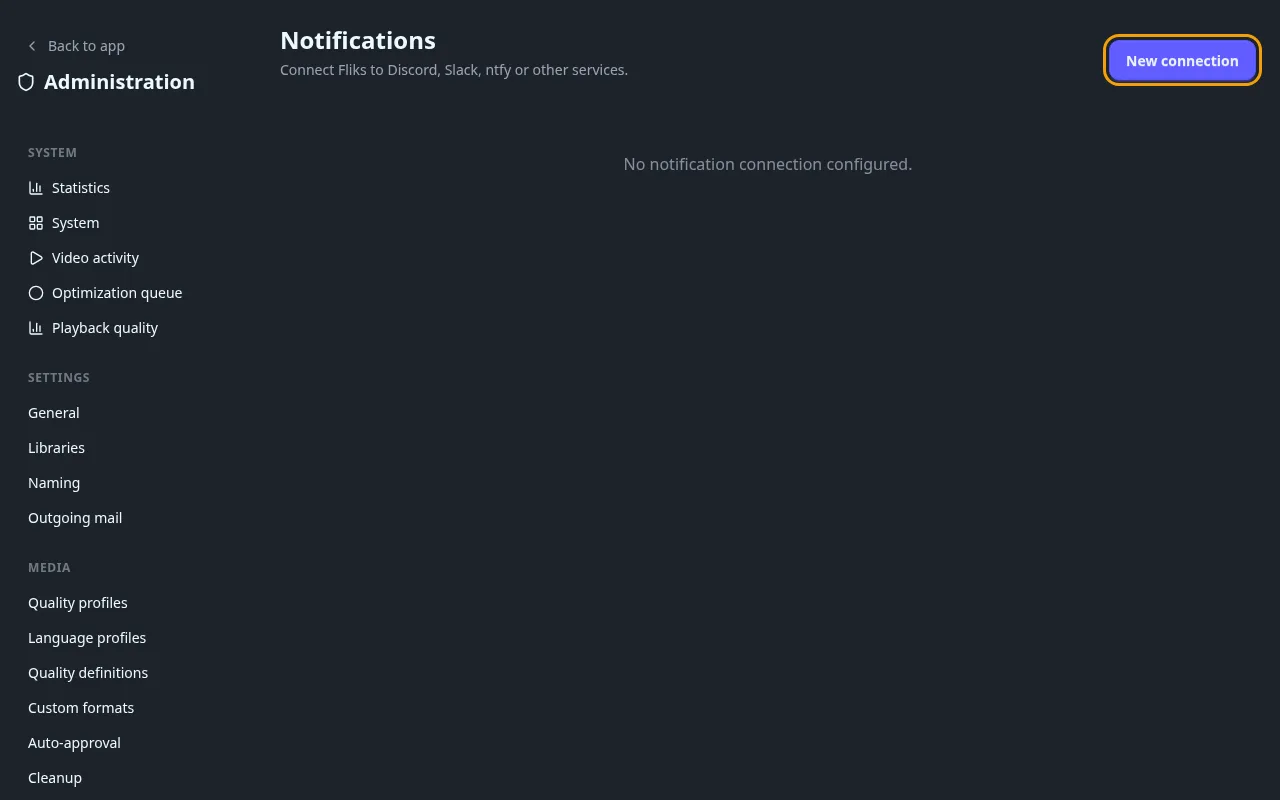 Back to app
Administration
SYSTEM
Statistics
System
Video activity
Optimization queue
Playback quality
SETTINGS
General
Libraries
Naming
Outgoing mail
MEDIA
Quality profiles
Language profiles
Quality definitions
Custom formats
Auto-approval
Cleanup
Notifications
Connect Fliks to Discord, Slack, ntfy or other services.
New connection
No notification connection configured.